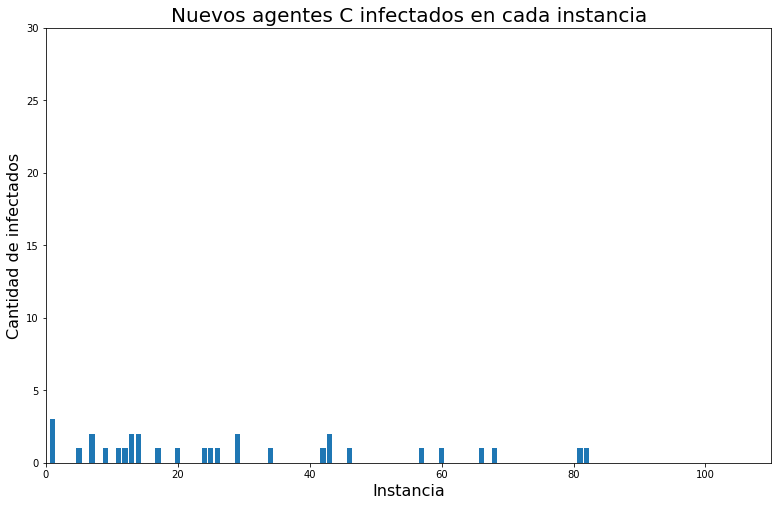 Nuevos agentes C infectados en cada instancia
30
25
20
15
10
5
0
Cantidad de infectados
0 20 40 60 80 100
Instancia